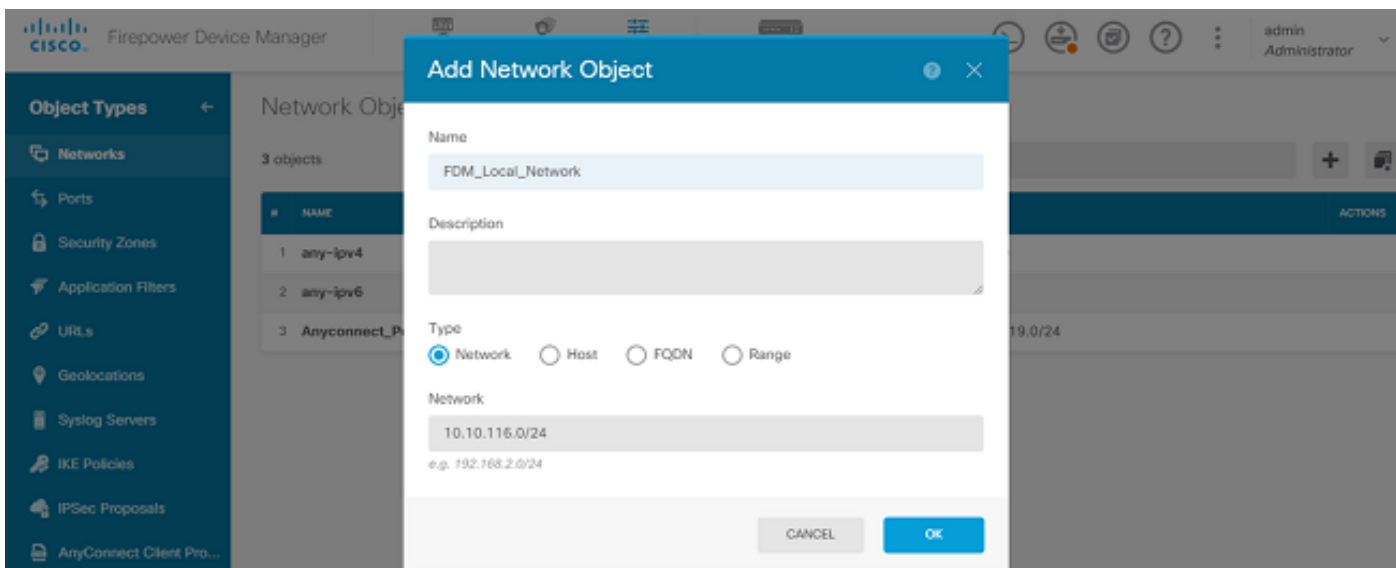 CISCO
Firepower Device Manager
admin
Administrator
Object Types
Networks
Ports
Security Zones
Application Filters
URLs
Geolocations
Syslog Servers
IKE Policies
IPSec Proposals
AnyConnect Client Pro...
Network Obje
3 objects
# NAME ACTIONS
1 any-ipv4
2 any-ipv6
3 Anyconnect_P 19.0/24
Add Network Object
Name
FDM_Local_Network
Description
Type
Network Host FQDN Range
Network
10.10.116.0/24
e.g. 192.168.2.0/24
CANCEL OK